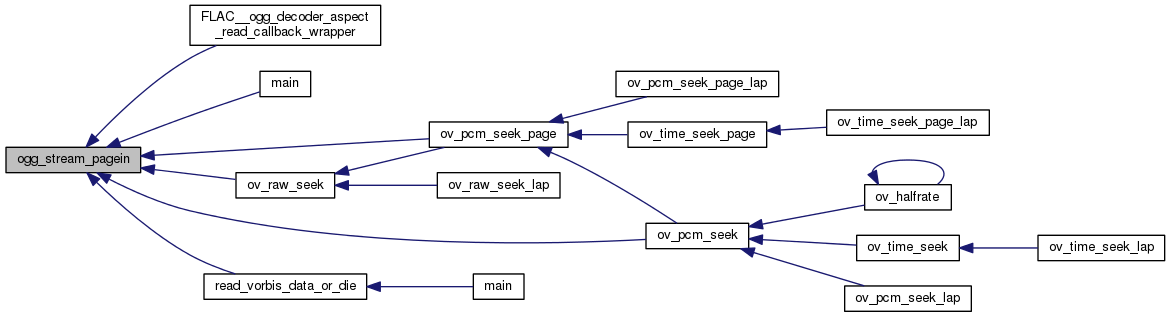 FLAC__ogg_decoder_aspect
_read_callback_wrapper
main
ov_pcm_seek_page_lap
ov_time_seek_page_lap
ov_pcm_seek_page
ov_time_seek_page
ogg_stream_pagein
ov_raw_seek
ov_raw_seek_lap
ov_halfrate
ov_pcm_seek
ov_time_seek
ov_time_seek_lap
read_vorbis_data_or_die
main
ov_pcm_seek_lap